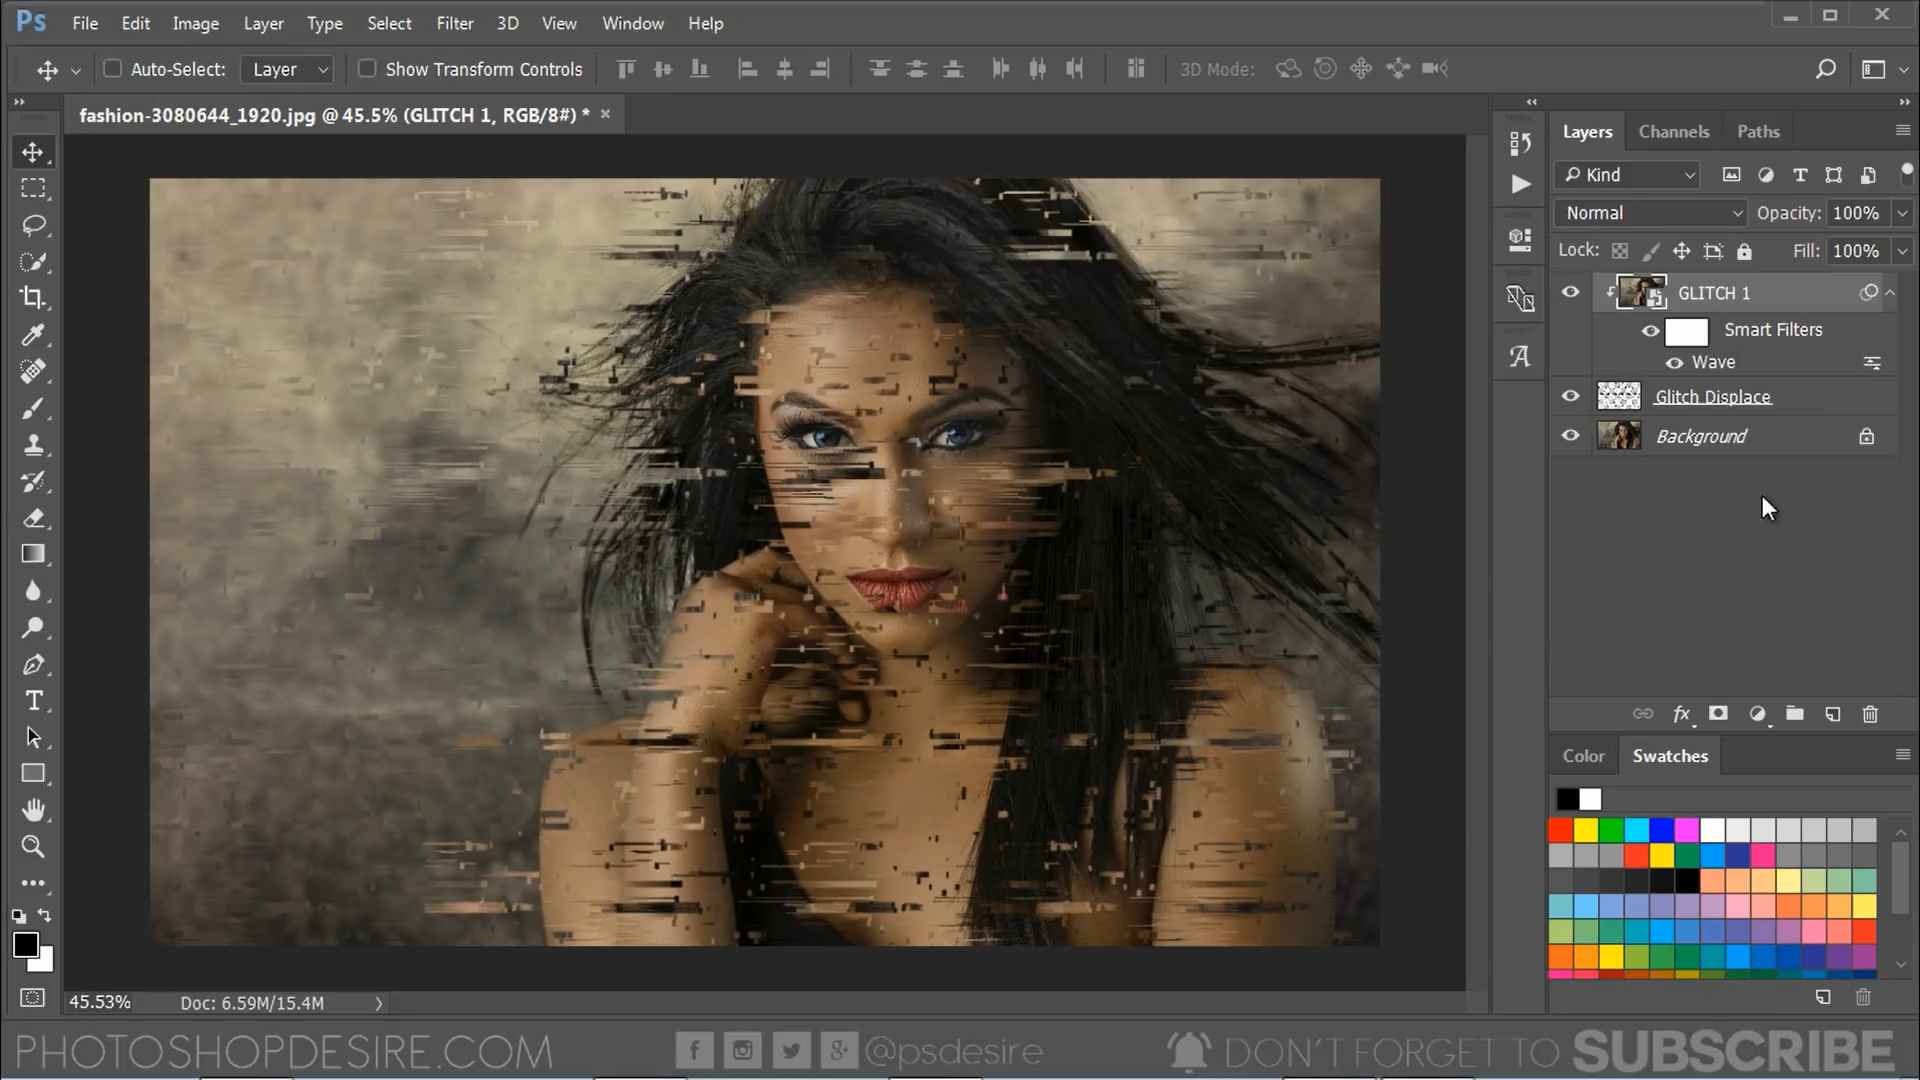 Ps File Edit Image Layer Type Select Filter 3D View Window Help
Auto-Select: Layer Show Transform Controls 3D Mode:
fashion-3080644_1920.jpg @ 45.5% (GLITCH 1, RGB/8#) * ×
Layers Channels Paths
Kind
Normal Opacity: 100%
Lock: Fill: 100%
GLITCH 1
Smart Filters
Wave
Glitch Displace
Background
fx
Color Swatches
45.53% Doc: 6.59M/15.4M
PHOTOSHOPDESIRE.COM @psdesire DON'T FORGET TO SUBSCRIBE